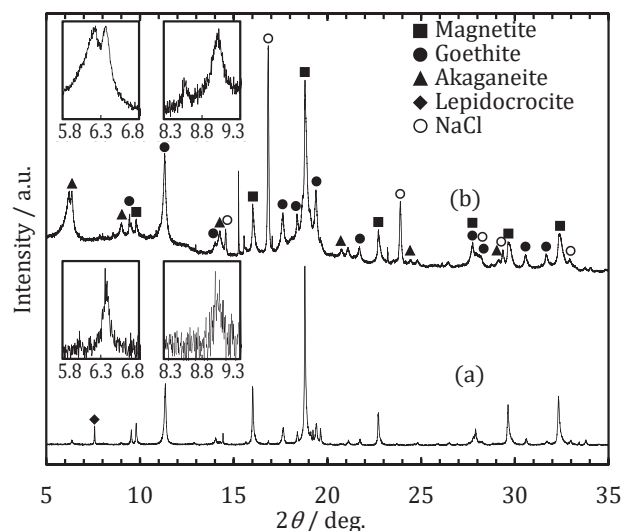 5.8 6.3 6.8
8.3 8.8 9.3
Magnetite
Goethite
Akaganeite
Lepidocrocite
NaCl
(b)
Intensity / a.u.
5.8 6.3 6.8
8.3 8.8 9.3
(a)
5 10 15 20 25 30 35
2θ / deg.